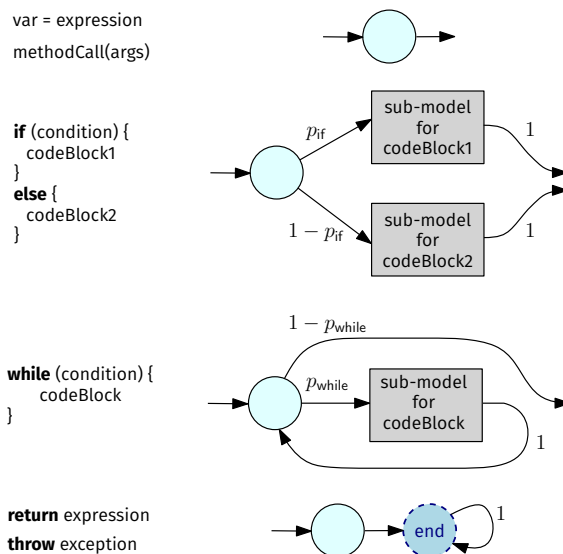 var = expression
methodCall(args)
if (condition) {
codeBlock1
}
else {
codeBlock2
}
p_if
1 − p_if
sub-model
for
codeBlock1
1
sub-model
for
codeBlock2
1
while (condition) {
codeBlock
}
1 − p_while
p_while
sub-model
for
codeBlock
1
return expression
throw exception
end
1